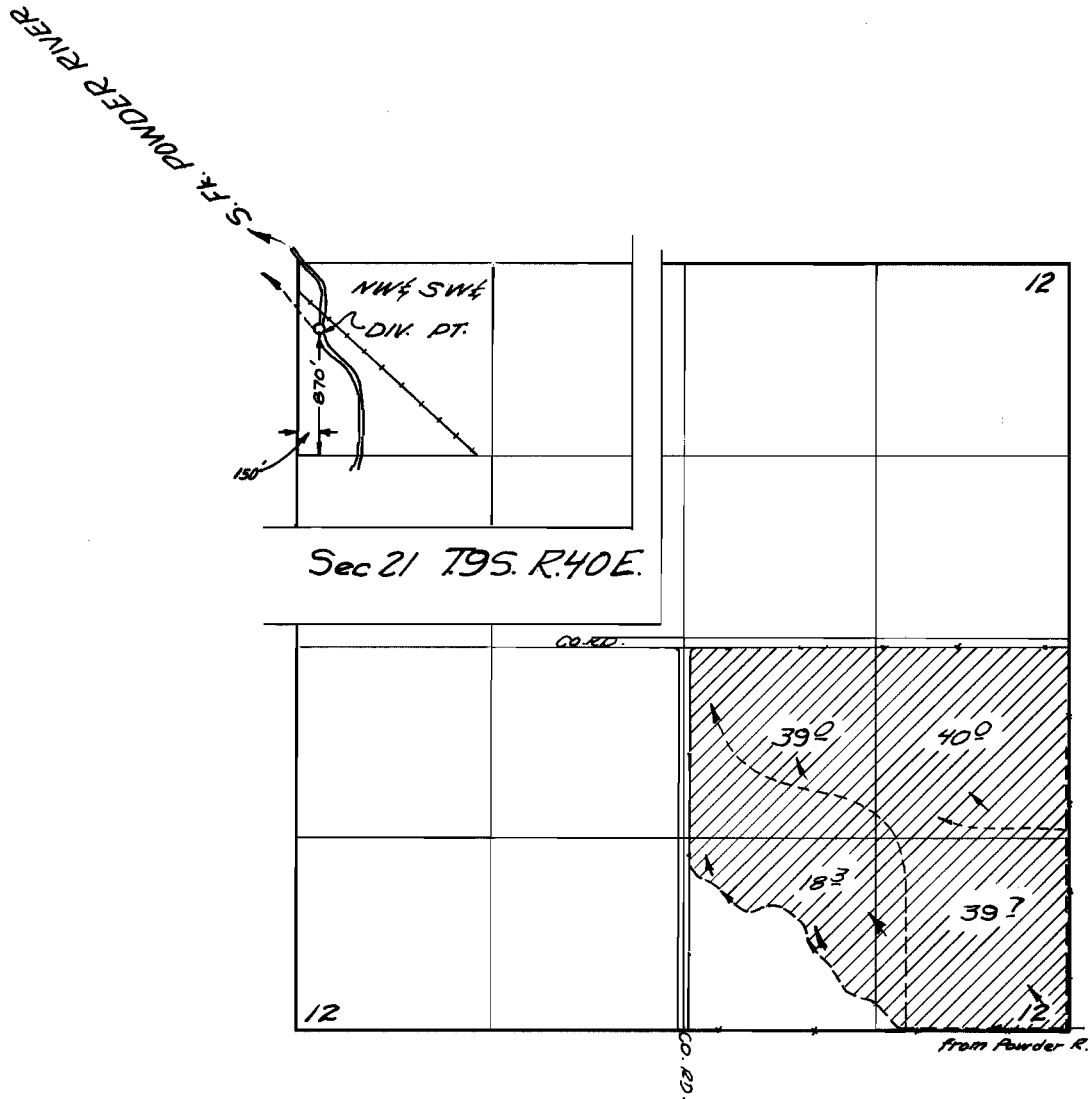 S. Fk. POWDER RIVER
12
NW¼ SW¼
DIV. PT.
870'
150'
Sec 21 T.9S. R.40E.
CO. RD.
39.0
40.0
18.3
39.7
12
12
from Powder R.
CO. RD.